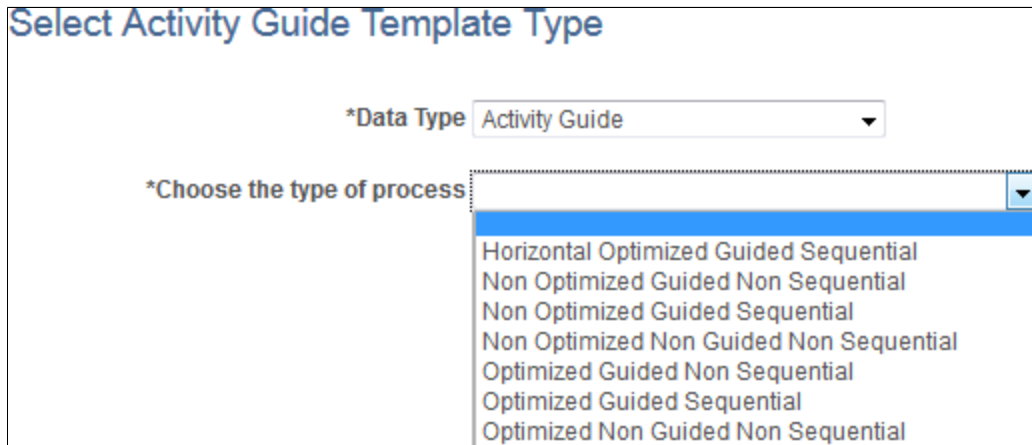 Select Activity Guide Template Type
*Data Type Activity Guide
*Choose the type of process
Horizontal Optimized Guided Sequential
Non Optimized Guided Non Sequential
Non Optimized Guided Sequential
Non Optimized Non Guided Non Sequential
Optimized Guided Non Sequential
Optimized Guided Sequential
Optimized Non Guided Non Sequential